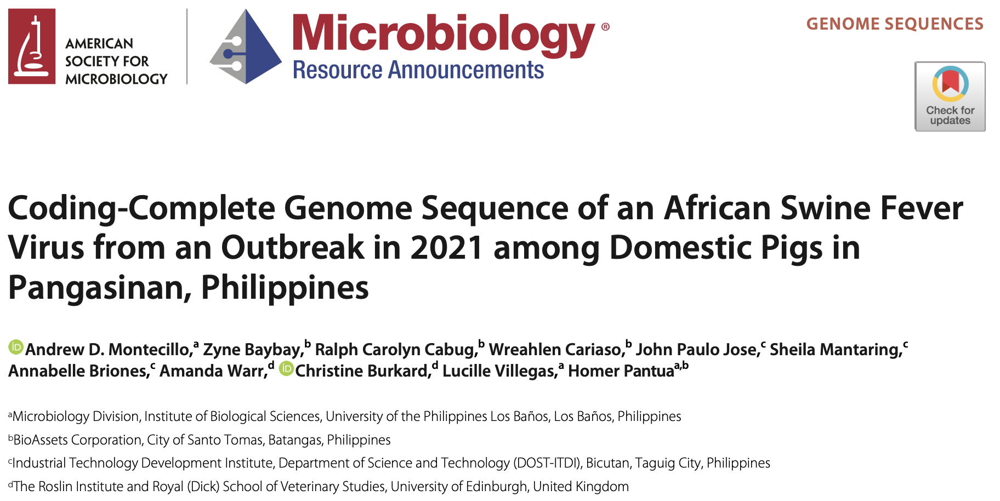 AMERICAN
SOCIETY FOR
MICROBIOLOGY
Microbiology®
Resource Announcements
GENOME SEQUENCES
Check for
updates
Coding-Complete Genome Sequence of an African Swine Fever
Virus from an Outbreak in 2021 among Domestic Pigs in
Pangasinan, Philippines
iD Andrew D. Montecillo,a Zyne Baybay,b Ralph Carolyn Cabug,b Wreahlen Cariaso,b John Paulo Jose,c Sheila Mantaring,c
Annabelle Briones,c Amanda Warr,d iD Christine Burkard,d Lucille Villegas,a Homer Pantuaa,b
aMicrobiology Division, Institute of Biological Sciences, University of the Philippines Los Baños, Los Baños, Philippines
bBioAssets Corporation, City of Santo Tomas, Batangas, Philippines
cIndustrial Technology Development Institute, Department of Science and Technology (DOST-ITDI), Bicutan, Taguig City, Philippines
dThe Roslin Institute and Royal (Dick) School of Veterinary Studies, University of Edinburgh, United Kingdom